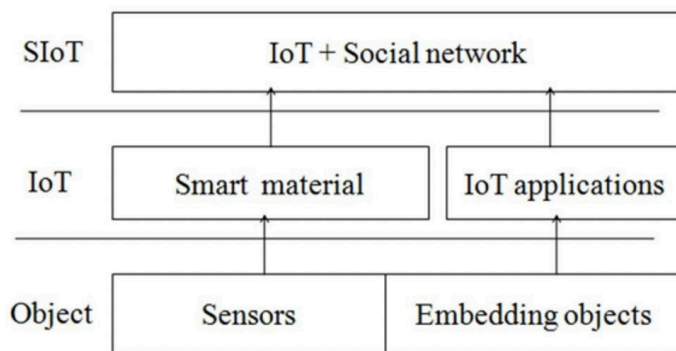 SIoT
IoT + Social network
IoT
Smart material
IoT applications
Object
Sensors
Embedding objects